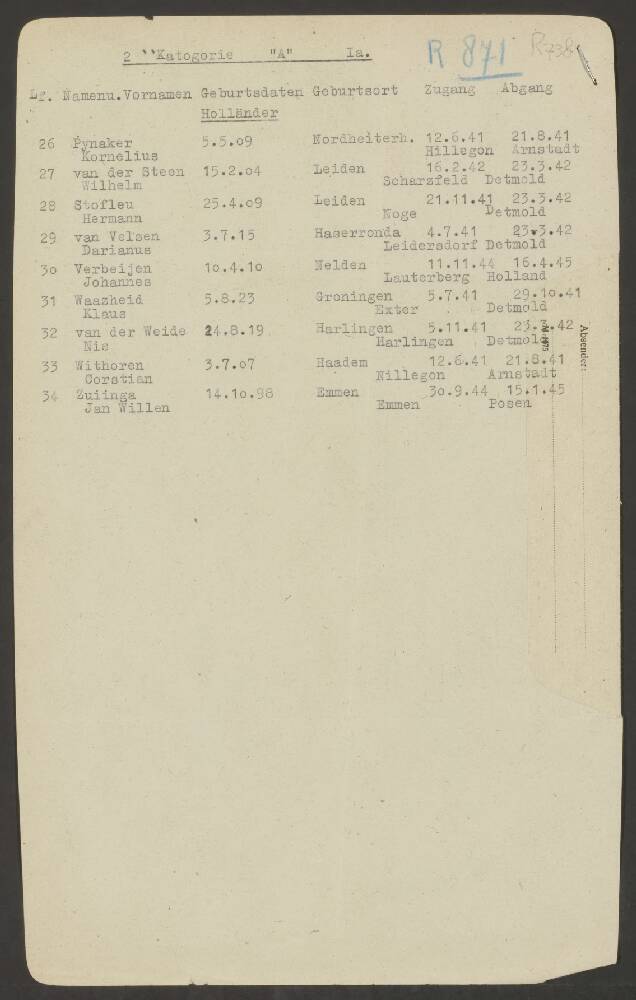 2 "Katogorie "A" Ia.
R 871 R738
Lf. Namenu.Vornamen Geburtsdaten Geburtsort Zugang Abgang
Holländer
26 Pynaker 5.5.09 Nordheiterh. 12.6.41 21.8.41
Kornelius Hillegon Arnstadt
27 van der Steen 15.2.04 Leiden 16.2.42 23.3.42
Wilhelm Scharzfeld Detmold
28 Stofleu 25.4.09 Leiden 21.11.41 23.3.42
Hermann Noge Detmold
29 van Velsen 3.7.15 Haserronda 4.7.41 23.3.42
Darianus Leidersdorf Detmold
30 Verbeijen 10.4.10 Nelden 11.11.44 16.4.45
Johannes Lauterberg Holland
31 Waazheid 5.8.23 Groningen 5.7.41 29.10.41
Klaus Exter Detmold
32 van der Weide 24.8.19 Harlingen 5.11.41 23.3.42
Nis Harlingen Detmold
33 Withoren 3.7.07 Haadem 12.6.41 21.8.41
Corstian Nillegon Arnstadt
34 Zuiinga 14.10.98 Emmen 30.9.44 15.1.45
Jan Willen Emmen Posen
Absender: